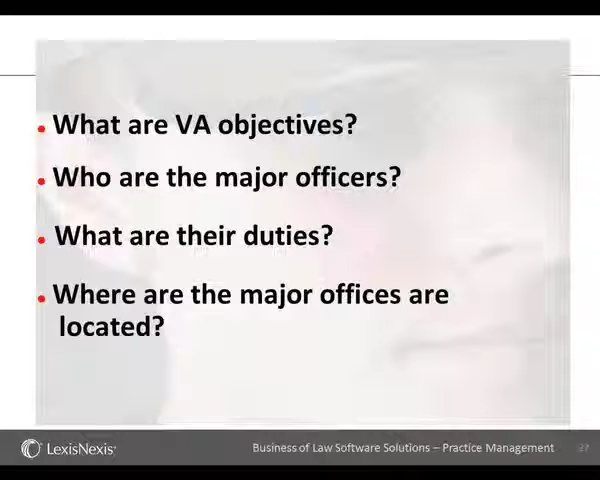 What are VA objectives?
Who are the major officers?
What are their duties?
Where are the major offices are
located?
LexisNexis
Business of Law Software Solutions – Practice Management
27